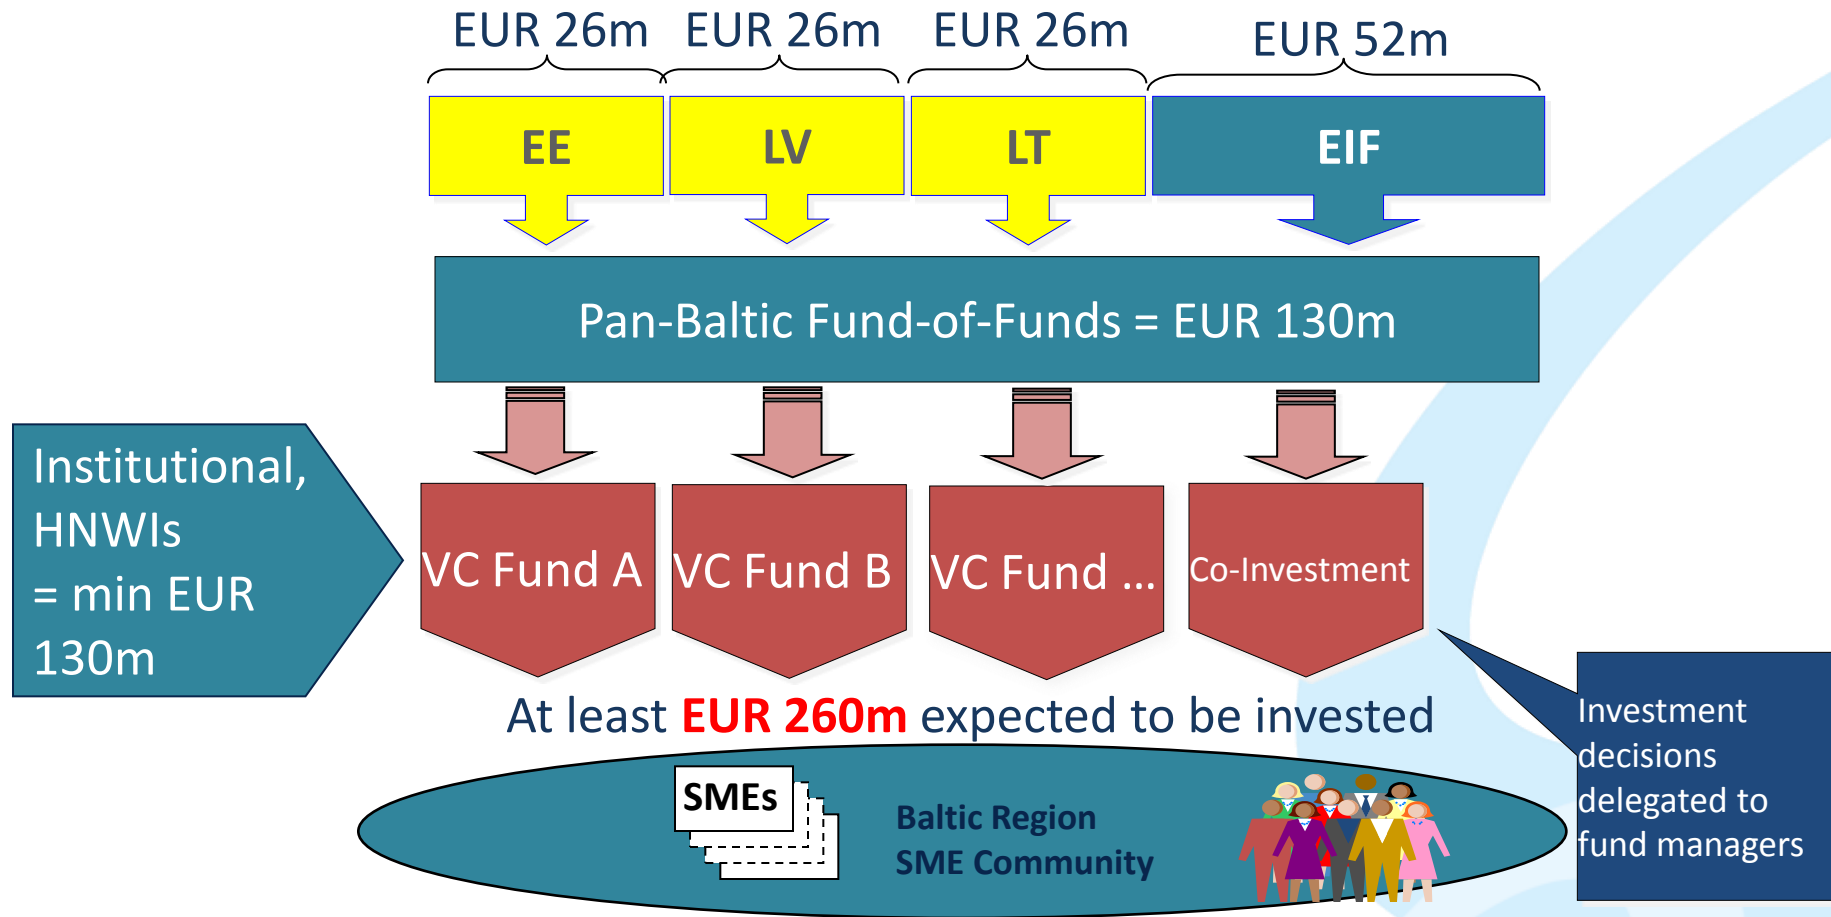 EUR 26m EUR 26m EUR 26m EUR 52m
EE LV LT EIF
Pan-Baltic Fund-of-Funds = EUR 130m
Institutional,
HNWIs
= min EUR
130m
VC Fund A VC Fund B VC Fund ... Co-Investment
At least EUR 260m expected to be invested
Investment
decisions
delegated to
fund managers
SMEs
Baltic Region
SME Community